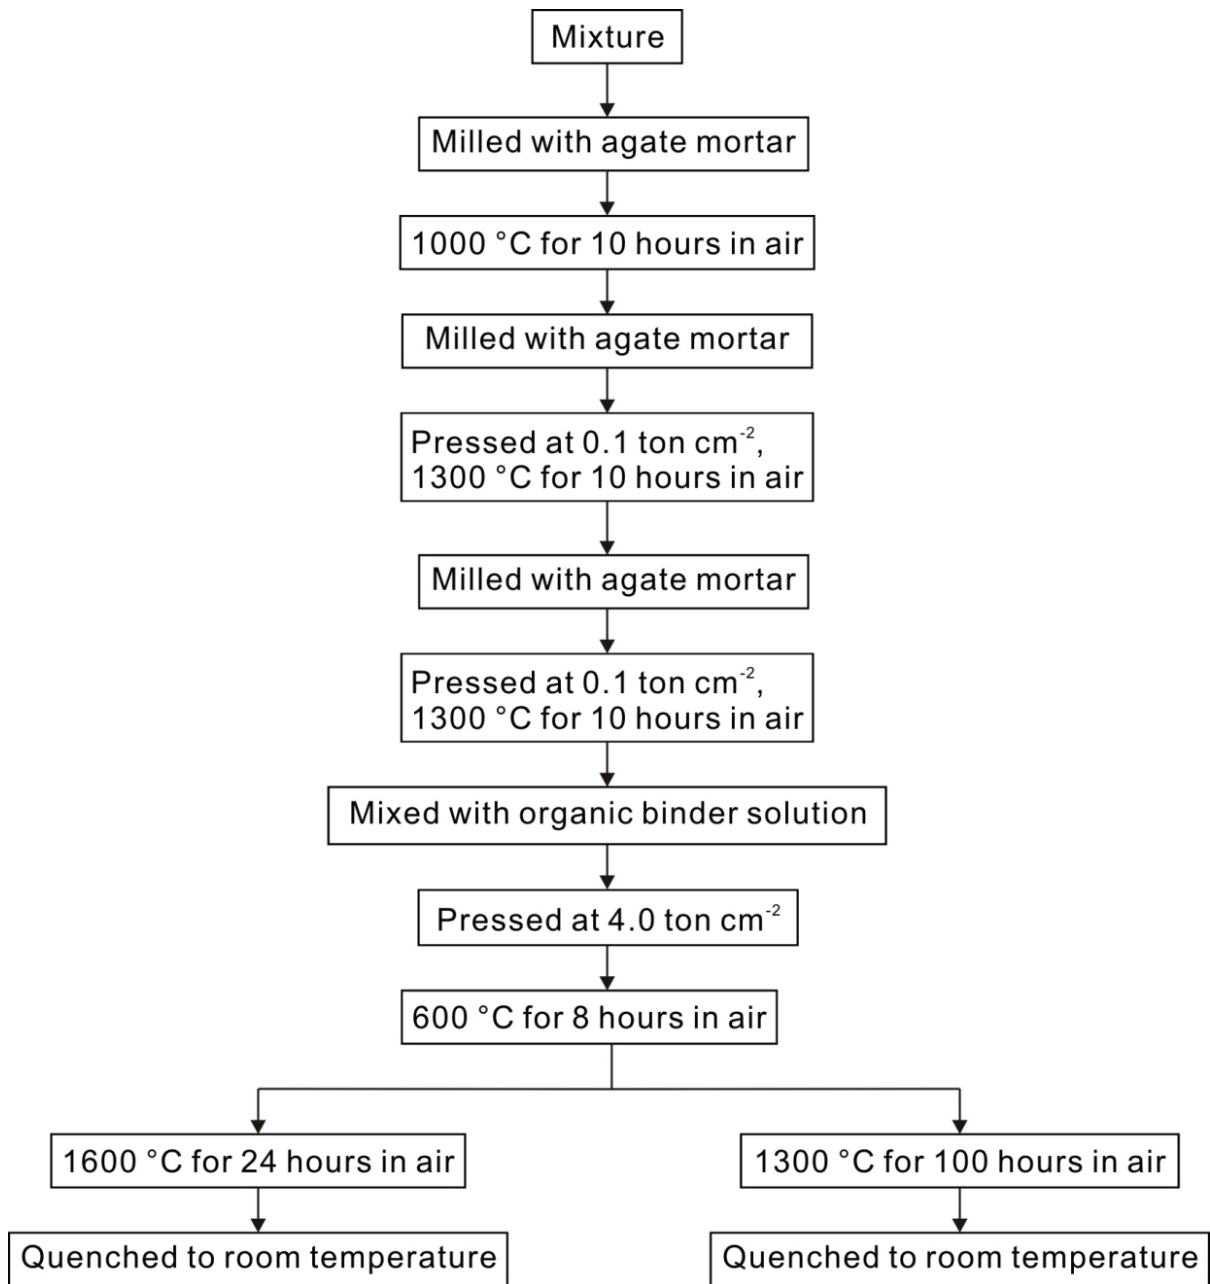 Mixture
Milled with agate mortar
1000 °C for 10 hours in air
Milled with agate mortar
Pressed at 0.1 ton cm⁻²,
1300 °C for 10 hours in air
Milled with agate mortar
Pressed at 0.1 ton cm⁻²,
1300 °C for 10 hours in air
Mixed with organic binder solution
Pressed at 4.0 ton cm⁻²
600 °C for 8 hours in air
1600 °C for 24 hours in air
1300 °C for 100 hours in air
Quenched to room temperature
Quenched to room temperature